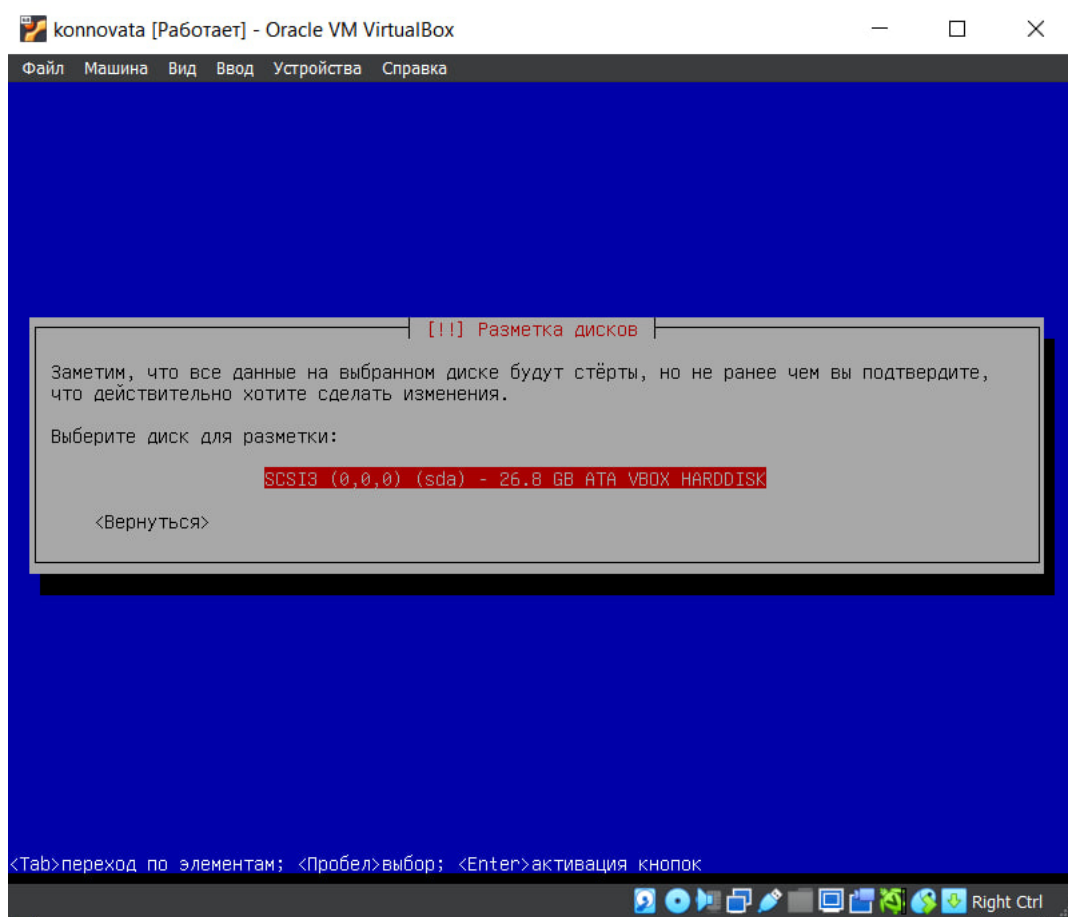 konnovata [Работает] - Oracle VM VirtualBox
Файл Машина Вид Ввод Устройства Справка
[!!] Разметка дисков
Заметим, что все данные на выбранном диске будут стёрты, но не ранее чем вы подтвердите,
что действительно хотите сделать изменения.
Выберите диск для разметки:
SCSI3 (0,0,0) (sda) - 26.8 GB ATA VBOX HARDDISK
<Вернуться>
<Tab>переход по элементам; <Пробел>выбор; <Enter>активация кнопок
Right Ctrl